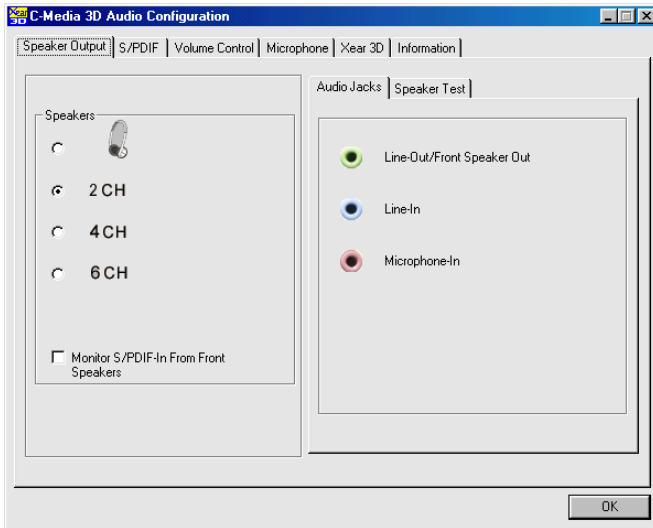 Xear
3D
C-Media 3D Audio Configuration
Speaker Output S/PDIF Volume Control Microphone Xear 3D Information
Audio Jacks Speaker Test
Speakers
2 CH
4 CH
6 CH
Monitor S/PDIF-In From Front
Speakers
Line-Out/Front Speaker Out
Line-In
Microphone-In
OK